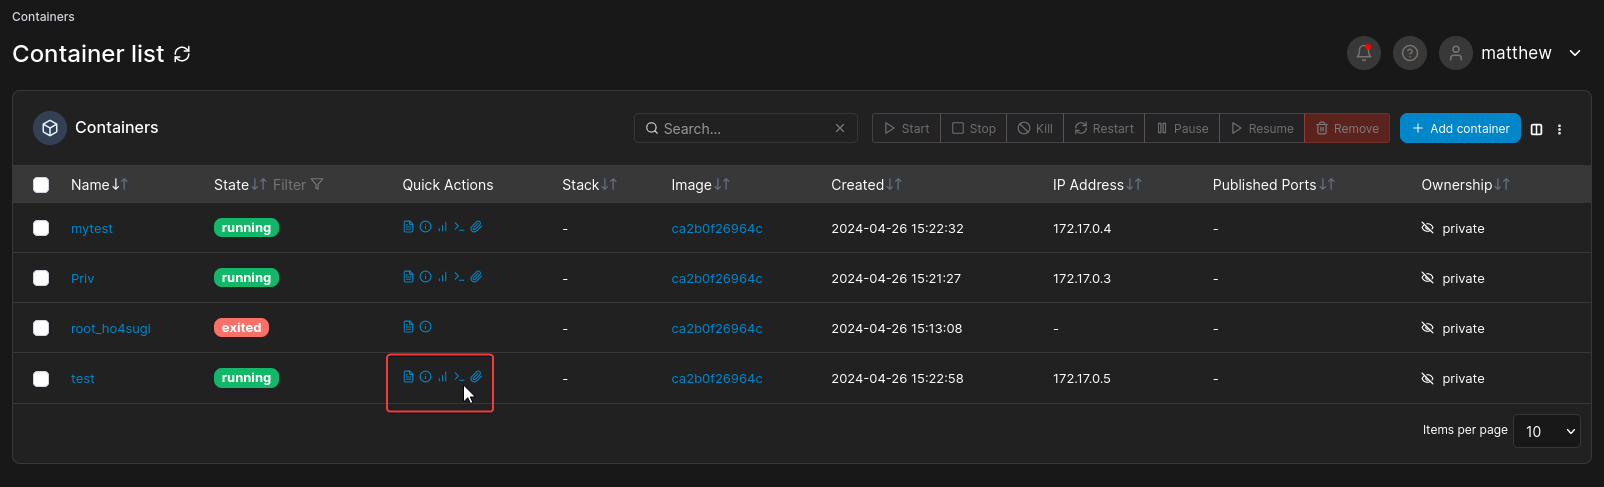 Containers
Container list
matthew
Containers
Search...
Start Stop Kill Restart Pause Resume Remove
Add container
Name State Filter Quick Actions Stack Image Created IP Address Published Ports Ownership
mytest running - ca2b0f26964c 2024-04-26 15:22:32 172.17.0.4 - private
Priv running - ca2b0f26964c 2024-04-26 15:21:27 172.17.0.3 - private
root_ho4sugi exited - ca2b0f26964c 2024-04-26 15:13:08 - - private
test running - ca2b0f26964c 2024-04-26 15:22:58 172.17.0.5 - private
Items per page 10